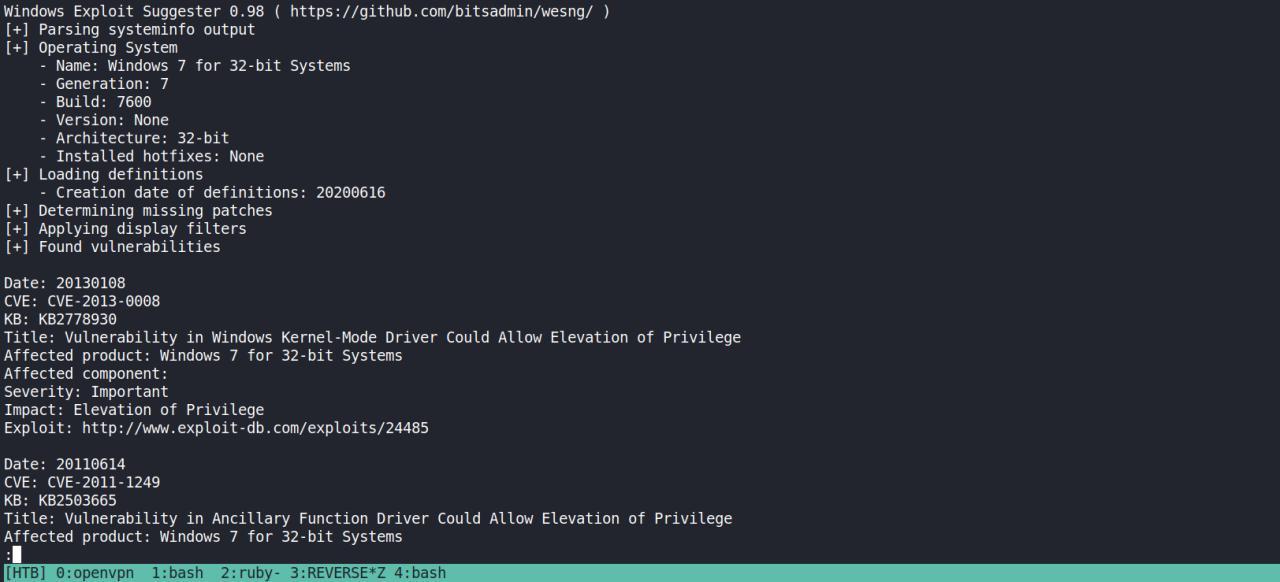 Windows Exploit Suggester 0.98 ( https://github.com/bitsadmin/wesng/ )
[+] Parsing systeminfo output
[+] Operating System
    - Name: Windows 7 for 32-bit Systems
    - Generation: 7
    - Build: 7600
    - Version: None
    - Architecture: 32-bit
    - Installed hotfixes: None
[+] Loading definitions
    - Creation date of definitions: 20200616
[+] Determining missing patches
[+] Applying display filters
[+] Found vulnerabilities

Date: 20130108
CVE: CVE-2013-0008
KB: KB2778930
Title: Vulnerability in Windows Kernel-Mode Driver Could Allow Elevation of Privilege
Affected product: Windows 7 for 32-bit Systems
Affected component:
Severity: Important
Impact: Elevation of Privilege
Exploit: http://www.exploit-db.com/exploits/24485

Date: 20110614
CVE: CVE-2011-1249
KB: KB2503665
Title: Vulnerability in Ancillary Function Driver Could Allow Elevation of Privilege
Affected product: Windows 7 for 32-bit Systems
:
[HTB] 0:openvpn  1:bash  2:ruby- 3:REVERSE*Z 4:bash